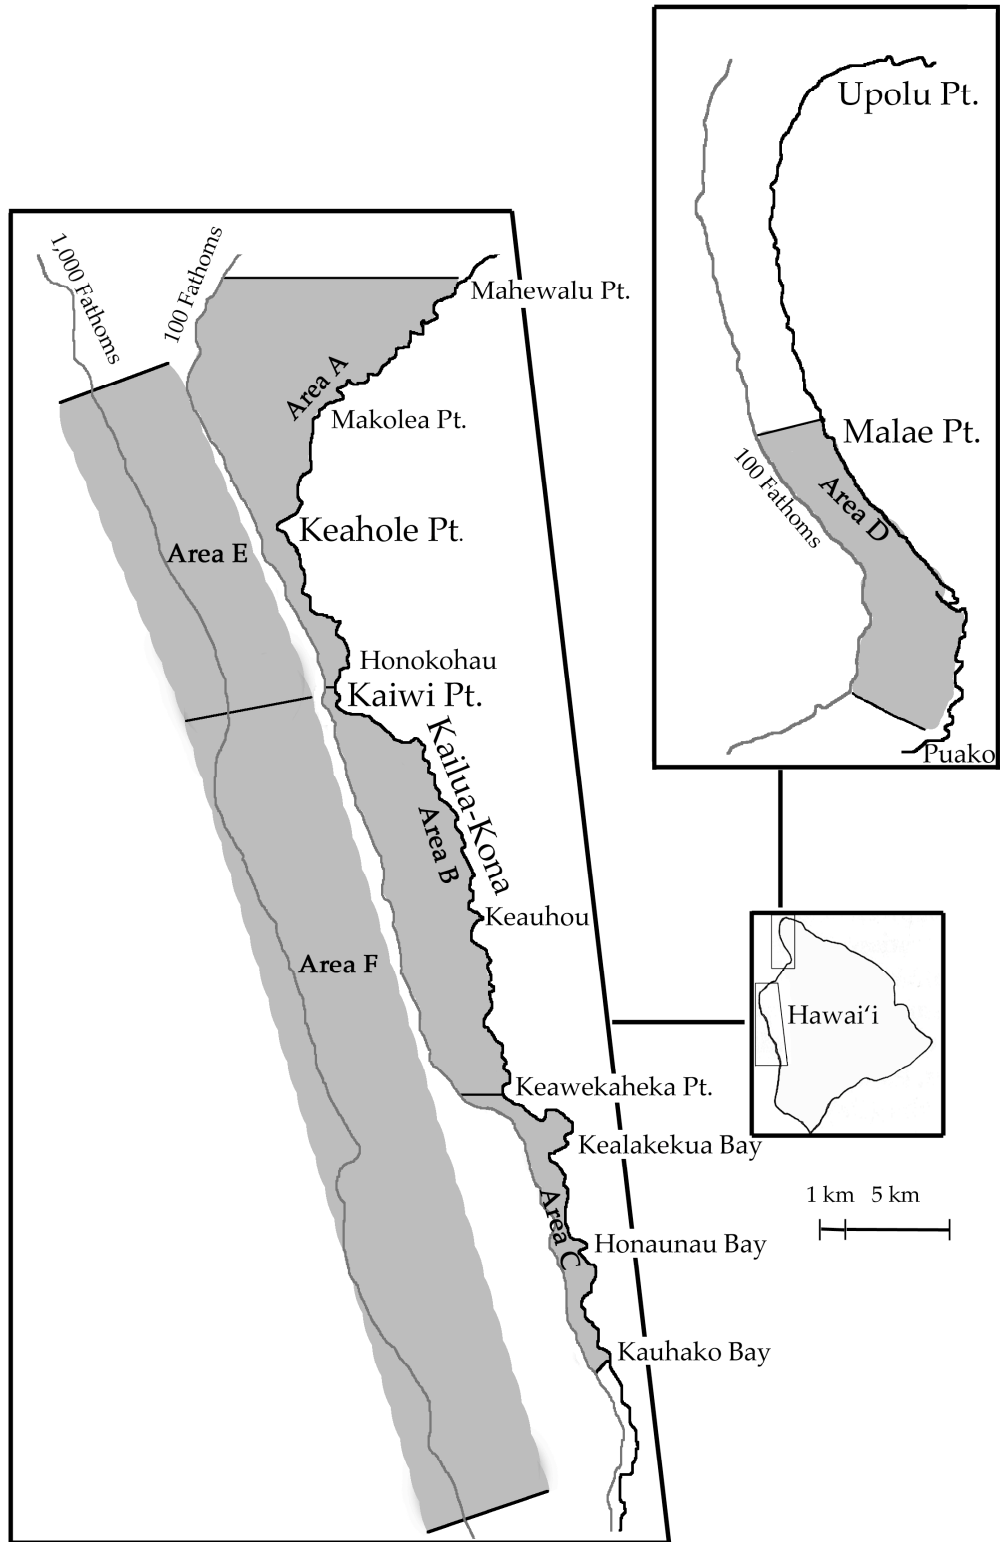 Upolu Pt.
Malae Pt.
100 Fathoms
Area D
Puako
1,000 Fathoms
100 Fathoms
Mahewalu Pt.
Area A
Makolea Pt.
Keahole Pt.
Area E
Honokohau
Kaiwi Pt.
Kailua-Kona
Area B
Keauhou
Area F
Keawekaheka Pt.
Kealakekua Bay
Area C
Honaunau Bay
Kauhako Bay
Hawaiʻi
1 km 5 km